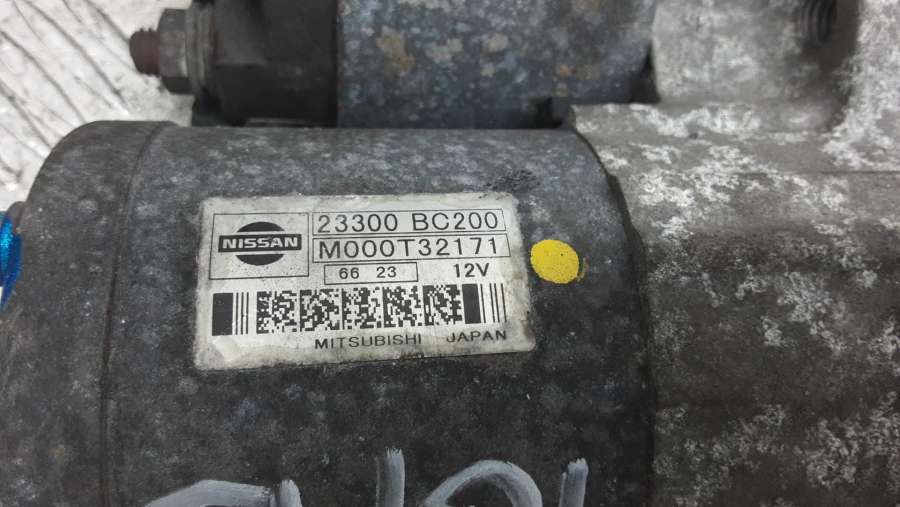 23300 BC200
NISSAN
M000T32171
66 23
12V
MITSUBISHI JAPAN